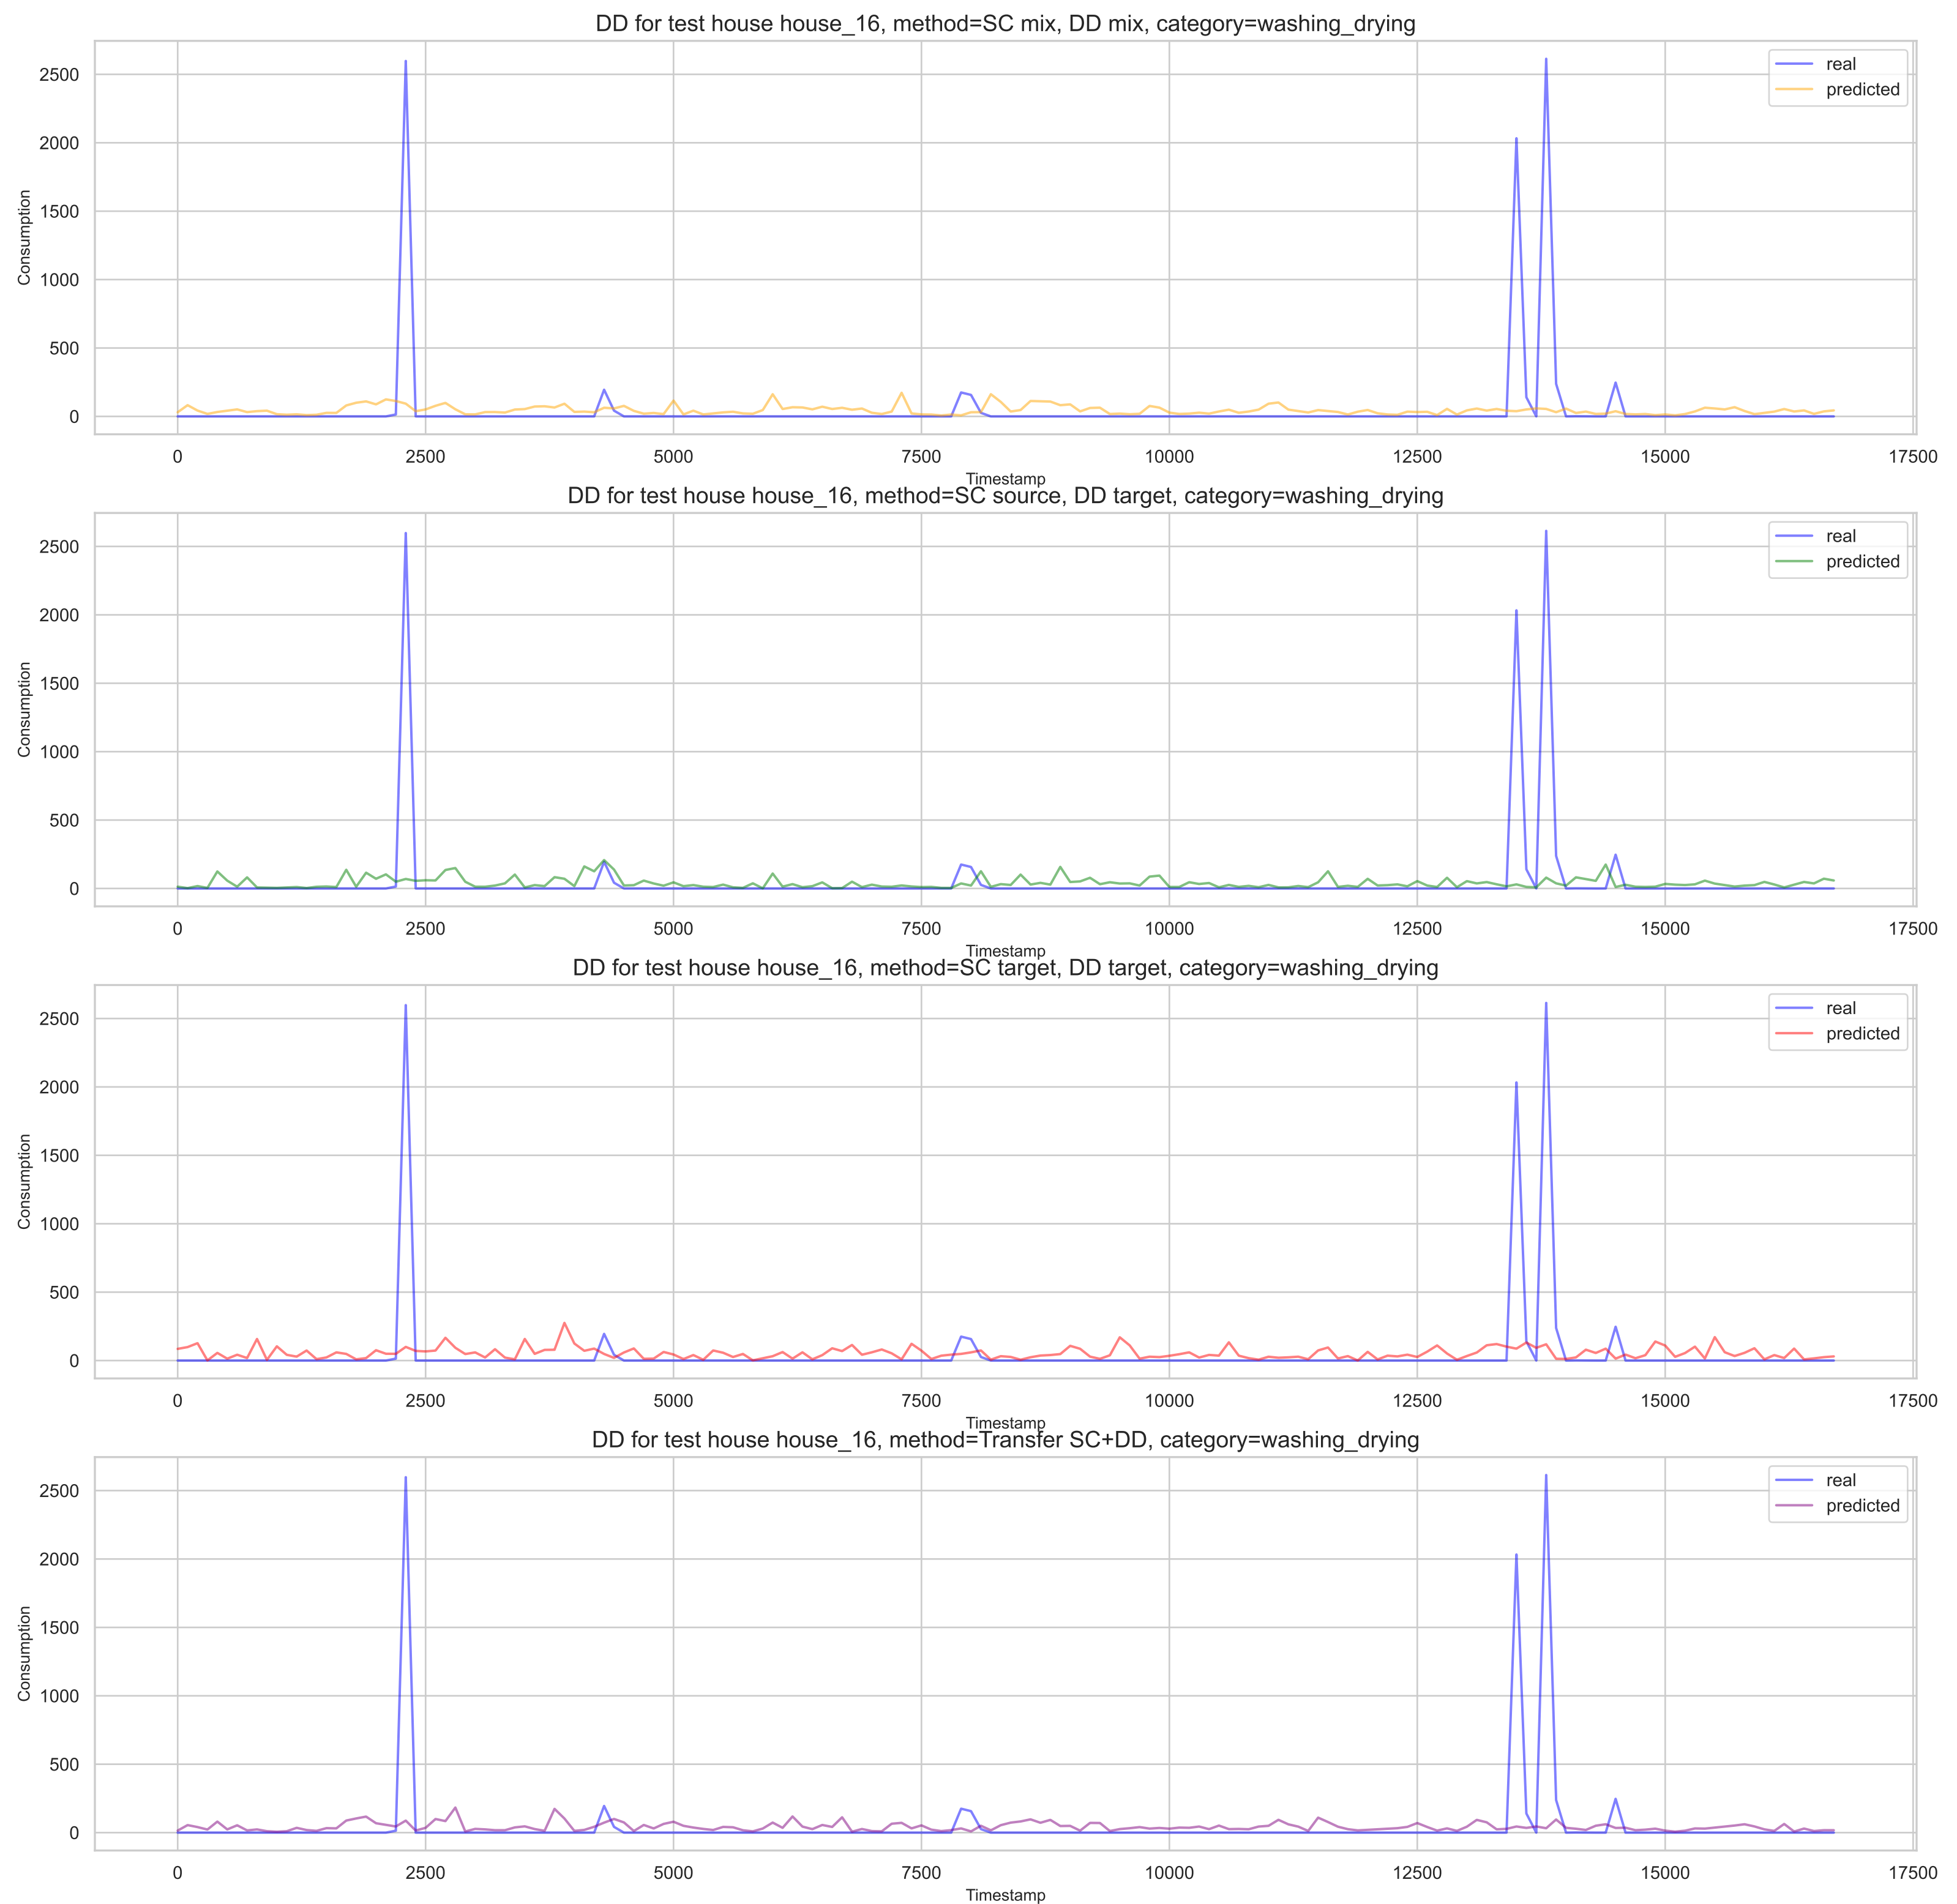 DD for test house house_16, method=SC mix, DD mix, category=washing_drying
real
predicted
Consumption
2500
2000
1500
1000
500
0
0 2500 5000 7500 10000 12500 15000 17500
Timestamp
DD for test house house_16, method=SC source, DD target, category=washing_drying
real
predicted
Consumption
2500
2000
1500
1000
500
0
0 2500 5000 7500 10000 12500 15000 17500
Timestamp
DD for test house house_16, method=SC target, DD target, category=washing_drying
real
predicted
Consumption
2500
2000
1500
1000
500
0
0 2500 5000 7500 10000 12500 15000 17500
Timestamp
DD for test house house_16, method=Transfer SC+DD, category=washing_drying
real
predicted
Consumption
2500
2000
1500
1000
500
0
0 2500 5000 7500 10000 12500 15000 17500
Timestamp